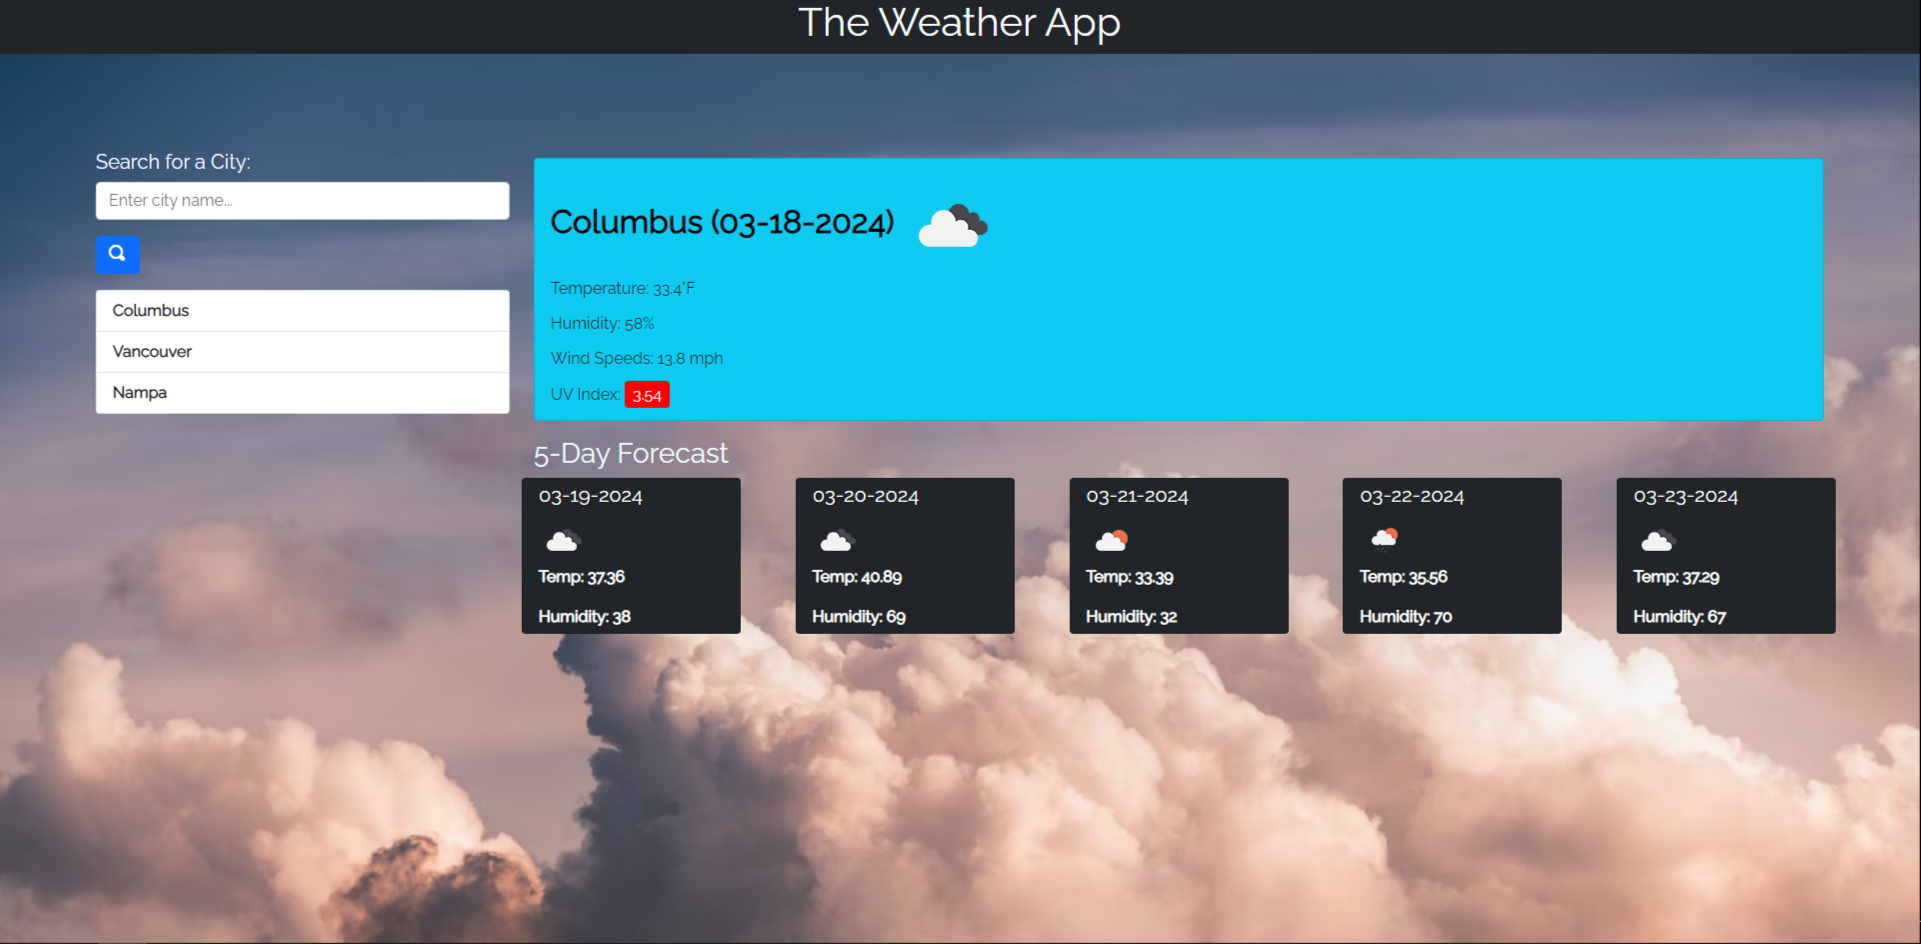 The Weather App
Search for a City:
Enter city name...
Columbus
Vancouver
Nampa
Columbus (03-18-2024)
Temperature: 33.4°F
Humidity: 58%
Wind Speeds: 13.8 mph
UV Index: 3.54
5-Day Forecast
03-19-2024
Temp: 37.36
Humidity: 38
03-20-2024
Temp: 40.89
Humidity: 69
03-21-2024
Temp: 33.39
Humidity: 32
03-22-2024
Temp: 35.56
Humidity: 70
03-23-2024
Temp: 37.29
Humidity: 67